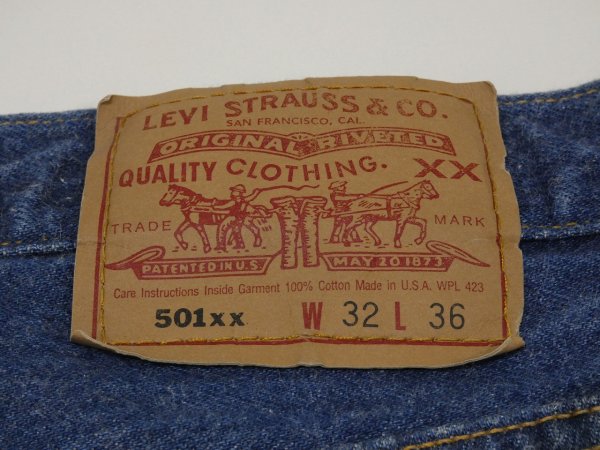 LEVI STRAUSS & CO.
SAN FRANCISCO, CAL.
ORIGINAL RIVETED
QUALITY CLOTHING. XX
TRADE MARK
PATENTED IN U.S. MAY 20 1873
Care Instructions Inside Garment 100% Cotton Made in U.S.A. WPL 423
501xx W 32 L 36